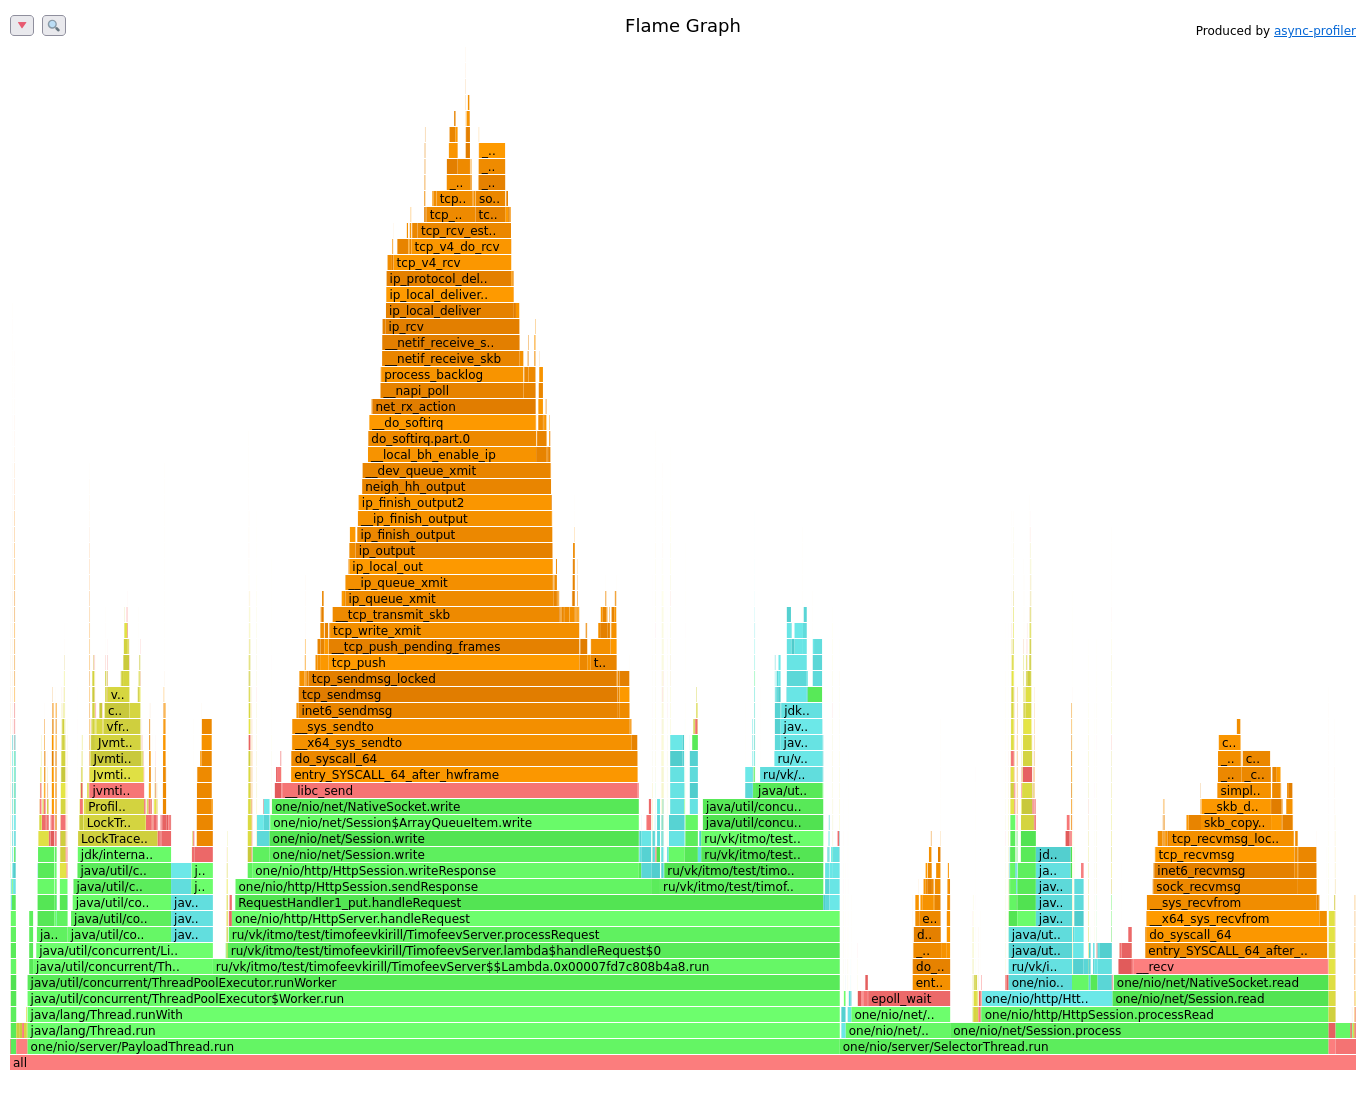 Flame Graph
Produced by async-profiler
_..
_..
_.. _..
tcp.. so..
tcp_.. tc..
tcp_rcv_est..
tcp_v4_do_rcv
tcp_v4_rcv
ip_protocol_del..
ip_local_deliver..
ip_local_deliver
ip_rcv
__netif_receive_s..
__netif_receive_skb
process_backlog
__napi_poll
net_rx_action
__do_softirq
do_softirq.part.0
__local_bh_enable_ip
__dev_queue_xmit
neigh_hh_output
ip_finish_output2
__ip_finish_output
ip_finish_output
ip_output
ip_local_out
__ip_queue_xmit
ip_queue_xmit
__tcp_transmit_skb
tcp_write_xmit
__tcp_push_pending_frames
tcp_push t..
tcp_sendmsg_locked
v.. tcp_sendmsg
c.. inet6_sendmsg jdk..
vfr.. __sys_sendto jav..
Jvmt.. __x64_sys_sendto jav.. c..
Jvmti.. do_syscall_64 ru/v.. _.. c..
Jvmti.. entry_SYSCALL_64_after_hwframe ru/vk/.. _.. _c..
jvmti.. __libc_send java/ut.. simpl..
Profil.. one/nio/net/NativeSocket.write java/util/concu.. __skb_d..
LockTr.. one/nio/net/Session$ArrayQueueItem.write java/util/concu.. skb_copy..
LockTrace.. one/nio/net/Session.write ru/vk/itmo/test.. tcp_recvmsg_loc..
jdk/interna.. one/nio/net/Session.write ru/vk/itmo/test.. jd.. tcp_recvmsg
java/util/c.. j.. one/nio/http/HttpSession.writeResponse ru/vk/itmo/test/timo.. ja.. inet6_recvmsg
java/util/c.. j.. one/nio/http/HttpSession.sendResponse ru/vk/itmo/test/timof.. jav.. sock_recvmsg
java/util/co.. jav.. RequestHandler1_put.handleRequest jav.. __sys_recvfrom
java/util/co.. jav.. one/nio/http/HttpServer.handleRequest e.. jav.. __x64_sys_recvfrom
ja.. java/util/co.. jav.. ru/vk/itmo/test/timofeevkirill/TimofeevServer.processRequest d.. java/ut.. do_syscall_64
java/util/concurrent/Li.. ru/vk/itmo/test/timofeevkirill/TimofeevServer.lambda$handleRequest$0 _.. java/ut.. entry_SYSCALL_64_after_..
java/util/concurrent/Th.. ru/vk/itmo/test/timofeevkirill/TimofeevServer$$Lambda.0x00007fd7c808b4a8.run do_.. ru/vk/i.. __recv
java/util/concurrent/ThreadPoolExecutor.runWorker ent.. one/nio.. one/nio/net/NativeSocket.read
java/util/concurrent/ThreadPoolExecutor$Worker.run epoll_wait one/nio/http/Htt.. one/nio/net/Session.read
java/lang/Thread.runWith one/nio/net/.. one/nio/http/HttpSession.processRead
java/lang/Thread.run one/nio/net/.. one/nio/net/Session.process
one/nio/server/PayloadThread.run one/nio/server/SelectorThread.run
all